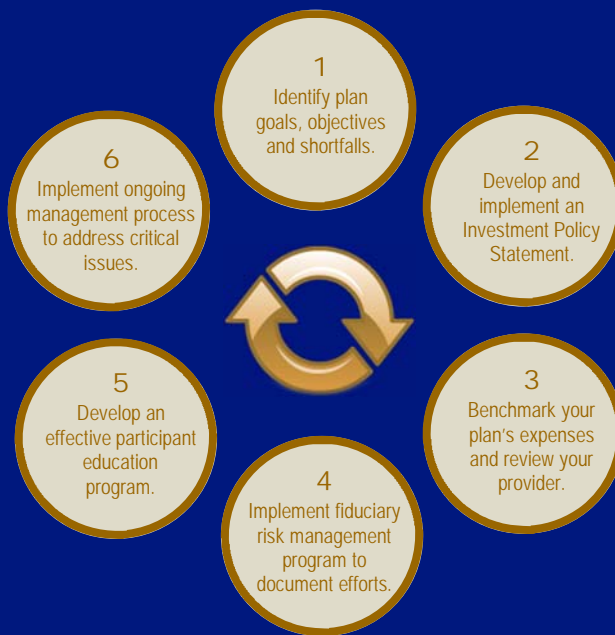 1
Identify plan
goals, objectives
and shortfalls.
2
Develop and
implement an
Investment Policy
Statement.
3
Benchmark your
plan's expenses
and review your
provider.
4
Implement fiduciary
risk management
program to
document efforts.
5
Develop an
effective participant
education
program.
6
Implement ongoing
management process
to address critical
issues.